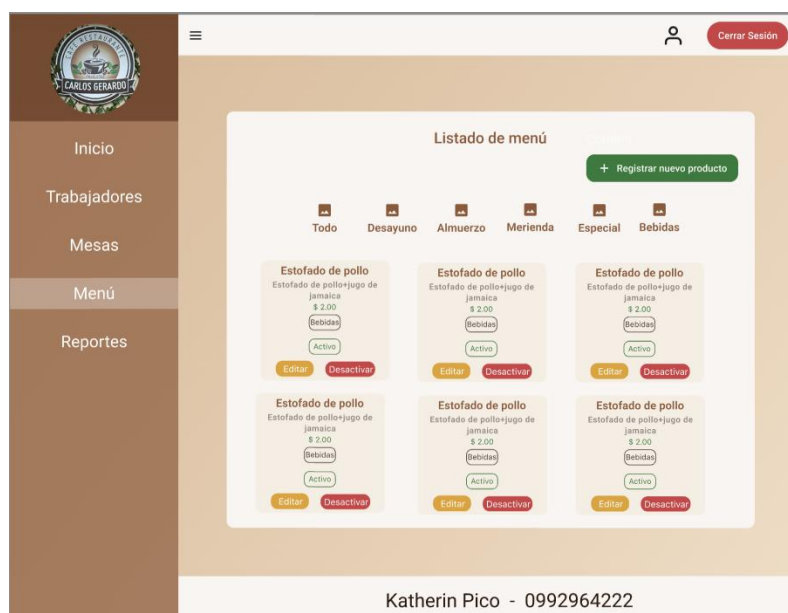 CAFE RESTAURANTE
CARLOS GERARDO
Cerrar Sesión
Inicio
Trabajadores
Mesas
Menú
Reportes
Listado de menú
+ Registrar nuevo producto
Todo Desayuno Almuerzo Merienda Especial Bebidas
Estofado de pollo
Estofado de pollo+jugo de
jamaica
$ 2.00
Bebidas
Activo
Editar Desactivar
Estofado de pollo
Estofado de pollo+jugo de
jamaica
$ 2.00
Bebidas
Activo
Editar Desactivar
Estofado de pollo
Estofado de pollo+jugo de
jamaica
$ 2.00
Bebidas
Activo
Editar Desactivar
Estofado de pollo
Estofado de pollo+jugo de
jamaica
$ 2.00
Bebidas
Activo
Editar Desactivar
Estofado de pollo
Estofado de pollo+jugo de
jamaica
$ 2.00
Bebidas
Activo
Editar Desactivar
Estofado de pollo
Estofado de pollo+jugo de
jamaica
$ 2.00
Bebidas
Activo
Editar Desactivar
Katherin Pico - 0992964222